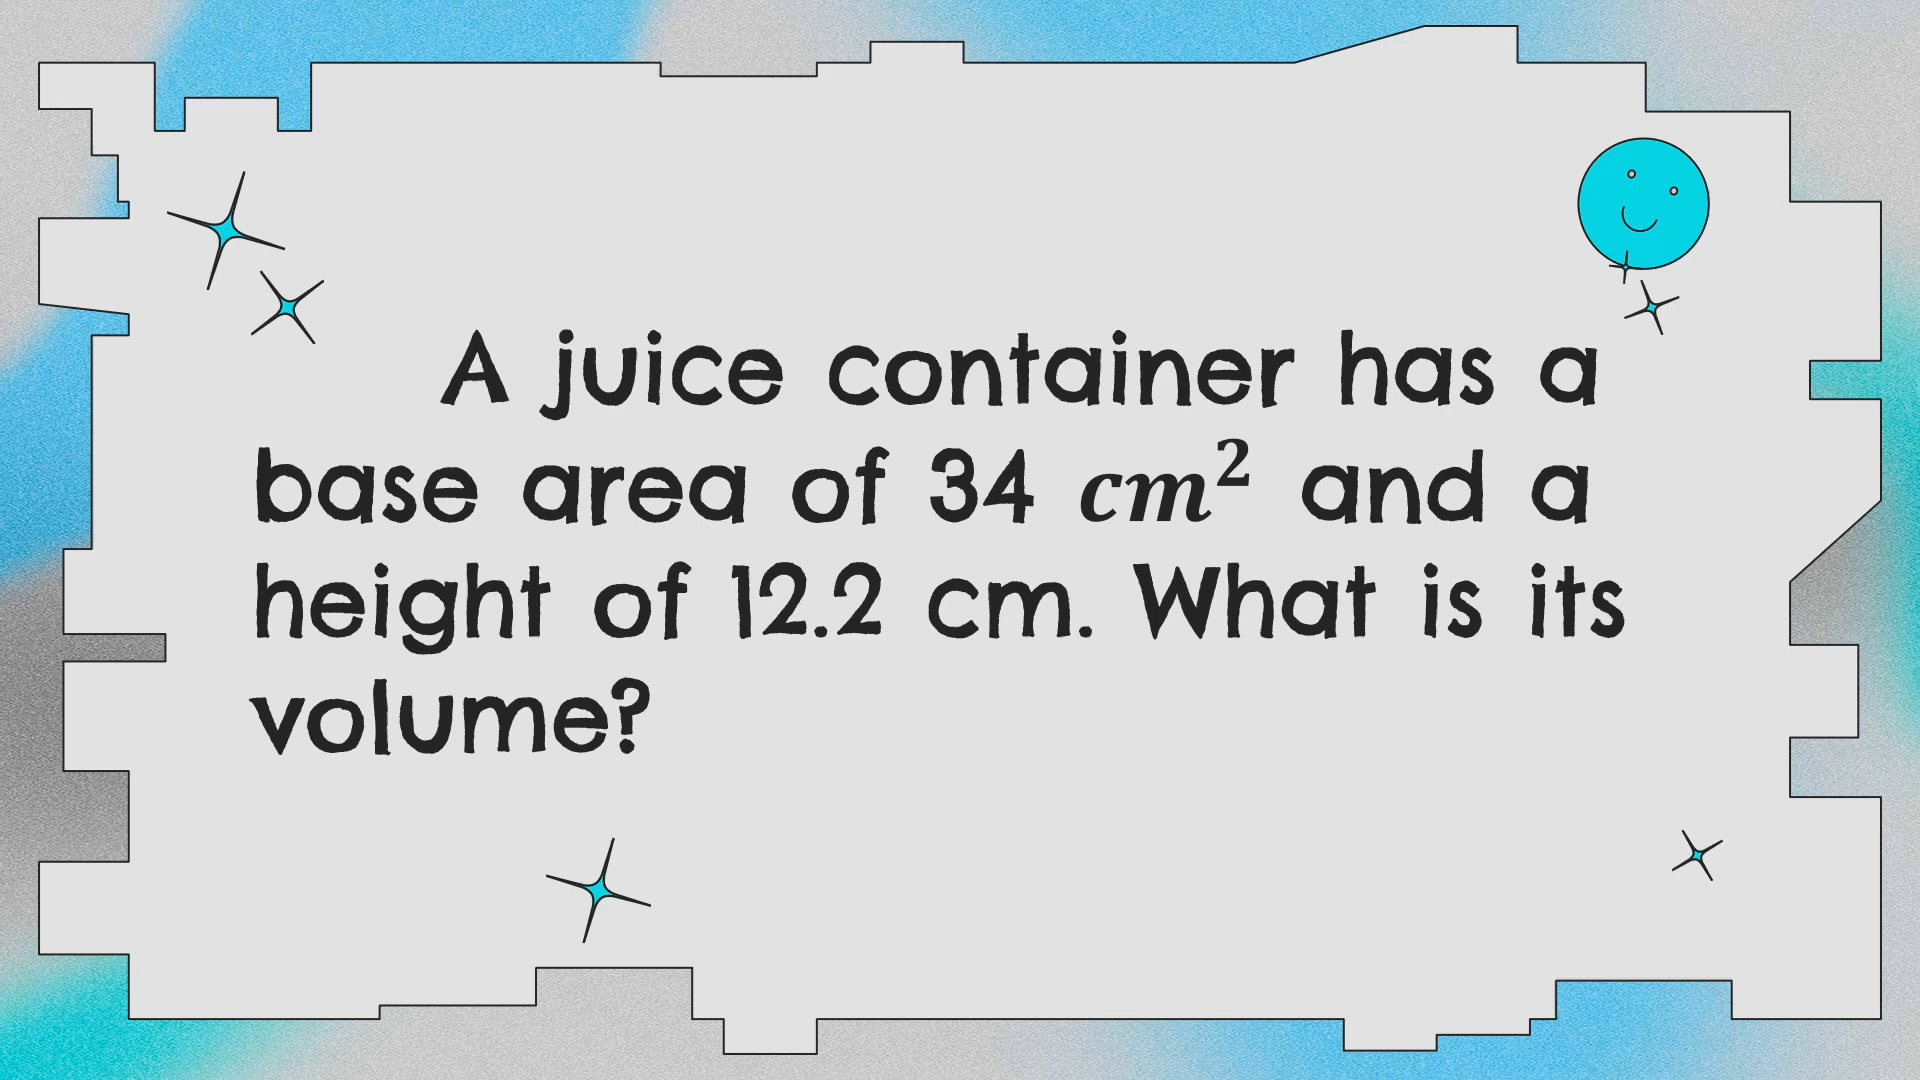 A juice container has a
base area of 34 cm² and a
height of 12.2 cm. What is its
volume?